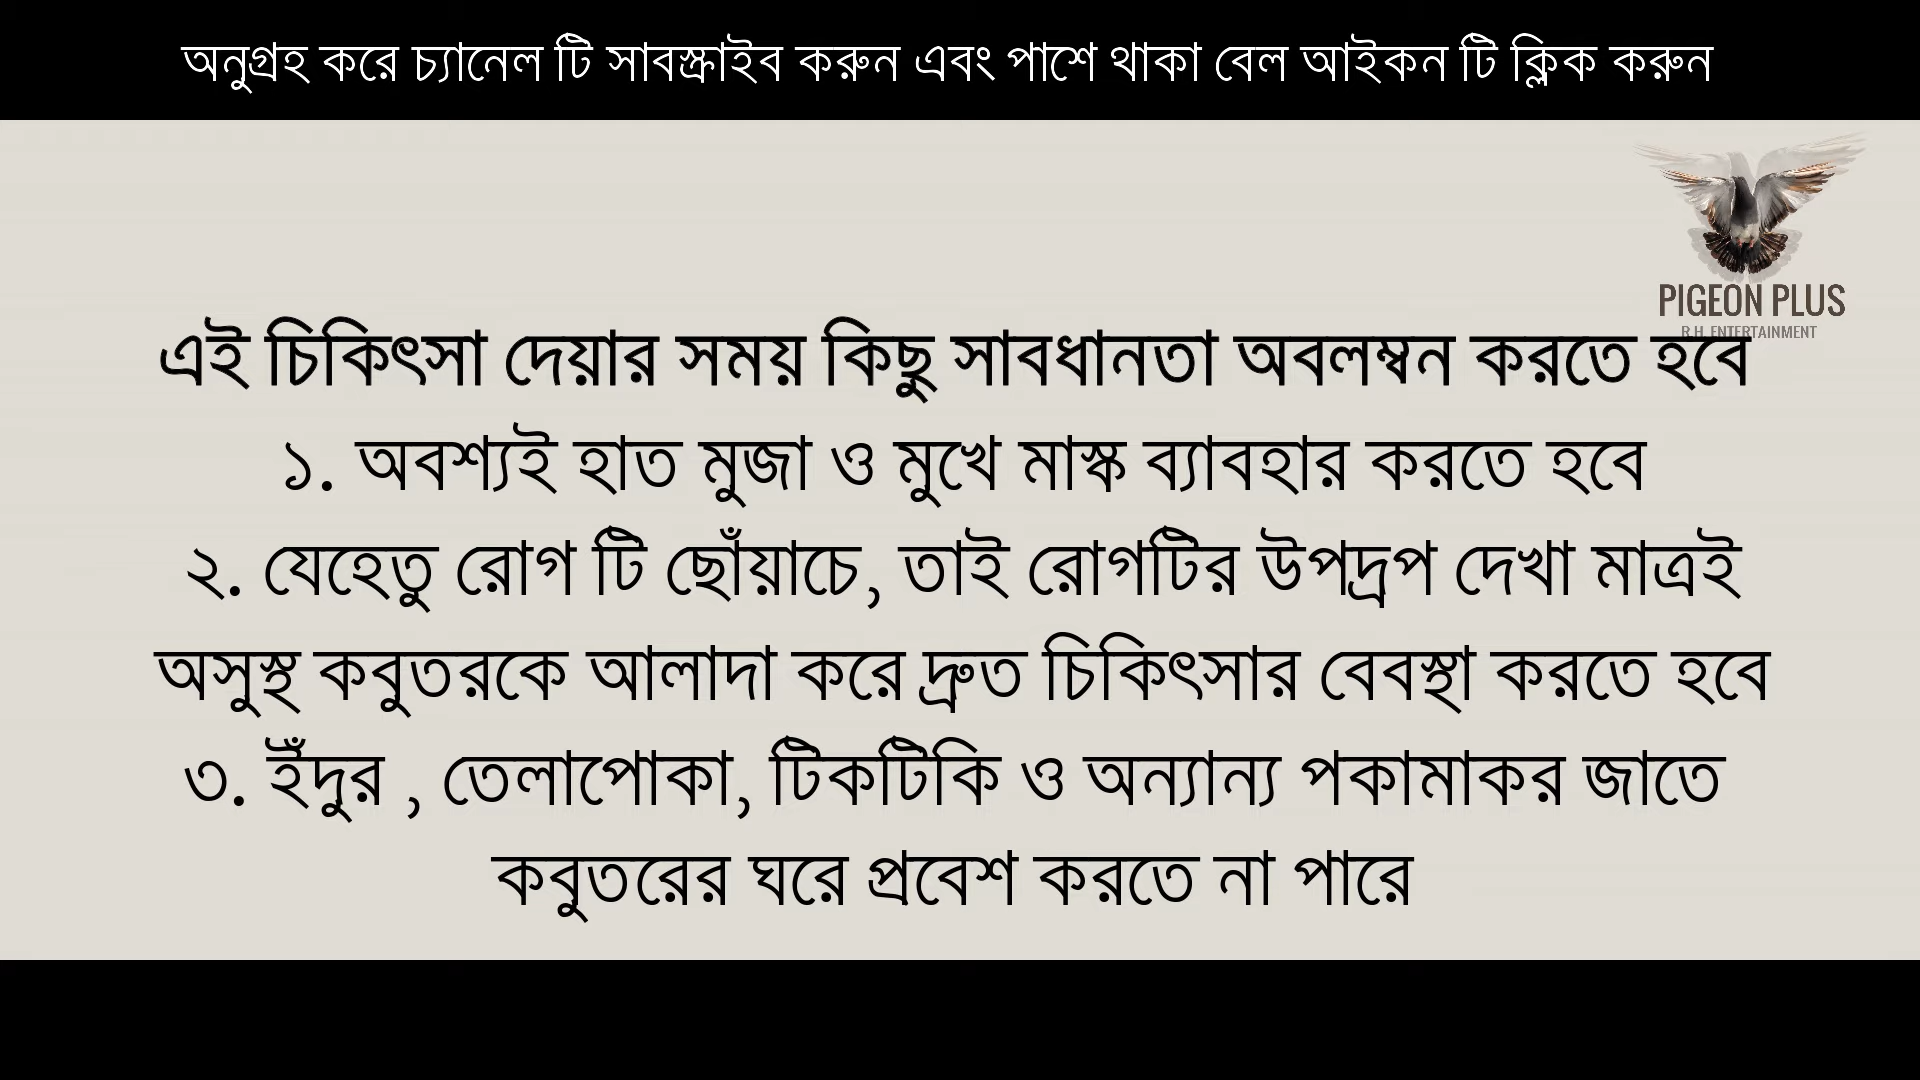 অনুগ্রহ করে চ্যানেল টি সাবস্ক্রাইব করুন এবং পাশে থাকা বেল আইকন টি ক্লিক করুন
PIGEON PLUS
R.H. ENTERTAINMENT
এই চিকিৎসা দেয়ার সময় কিছু সাবধানতা অবলম্বন করতে হবে
১. অবশ্যই হাত মুজা ও মুখে মাস্ক ব্যাবহার করতে হবে
২. যেহেতু রোগ টি ছোঁয়াচে, তাই রোগটির উপদ্রপ দেখা মাত্রই
অসুস্থ কবুতরকে আলাদা করে দ্রুত চিকিৎসার বেবস্থা করতে হবে
৩. ইঁদুর , তেলাপোকা, টিকটিকি ও অন্যান্য পকামাকর জাতে
কবুতরের ঘরে প্রবেশ করতে না পারে